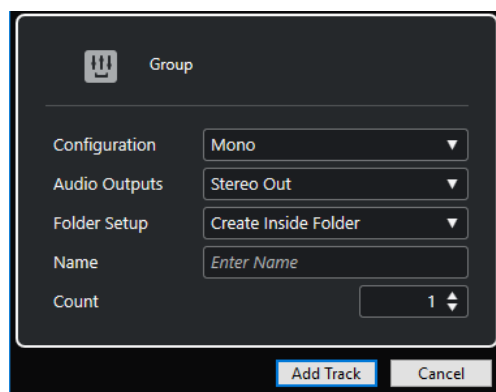 Group
Configuration Mono
Audio Outputs Stereo Out
Folder Setup Create Inside Folder
Name Enter Name
Count 1
Add Track Cancel